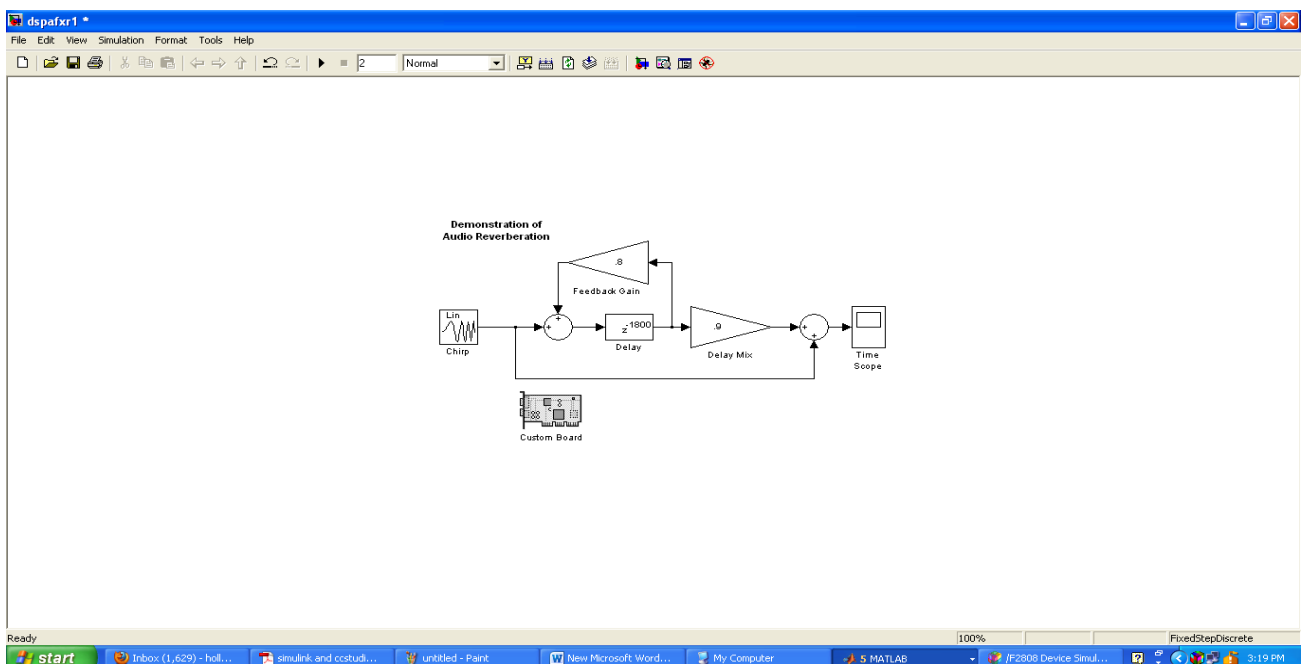 dspafxr1 *
File Edit View Simulation Format Tools Help
2 Normal
Demonstration of
Audio Reverberation
.8
Feedback Gain
Lin
Chirp
+
+
z-1800
Delay
.9
Delay Mix
+
+
Time
Scope
Custom Board
Ready 100% FixedStepDiscrete
start Inbox (1,629) - holl... simulink and ccstudi... untitled - Paint New Microsoft Word... My Computer 5 MATLAB /F2808 Device Simul... 3:19 PM